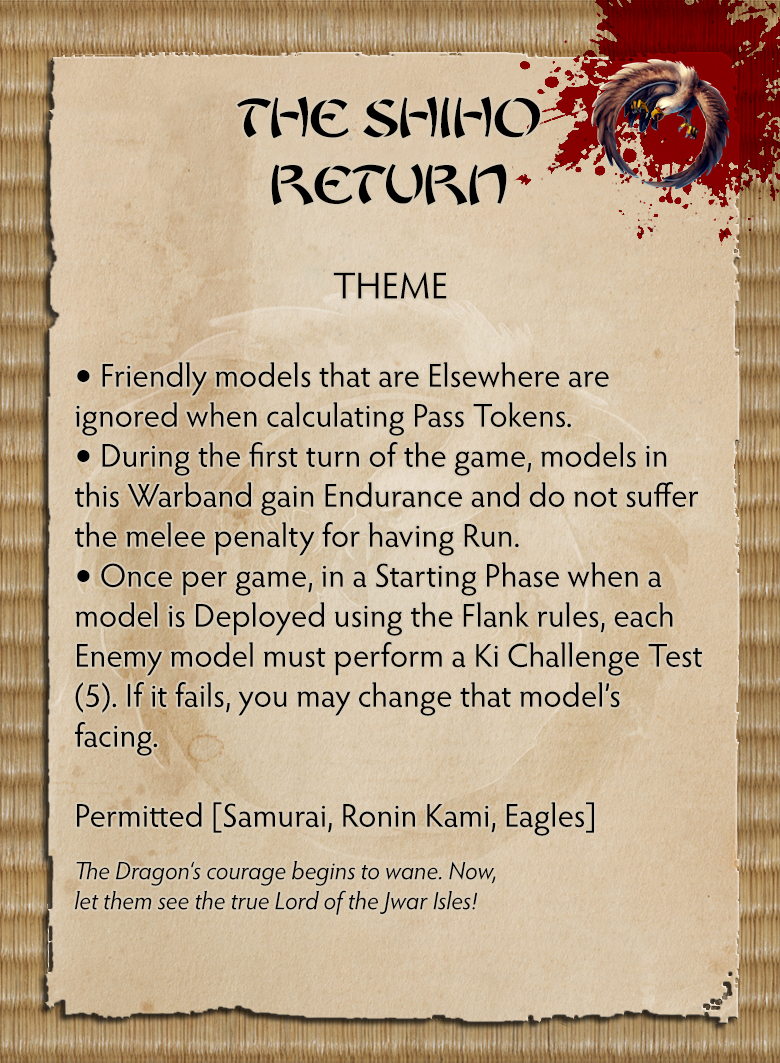 THE SHIHO
RETURN
THEME
• Friendly models that are Elsewhere are
ignored when calculating Pass Tokens.
• During the first turn of the game, models in
this Warband gain Endurance and do not suffer
the melee penalty for having Run.
• Once per game, in a Starting Phase when a
model is Deployed using the Flank rules, each
Enemy model must perform a Ki Challenge Test
(5). If it fails, you may change that model's
facing.
Permitted [Samurai, Ronin Kami, Eagles]
The Dragon's courage begins to wane. Now,
let them see the true Lord of the Jwar Isles!